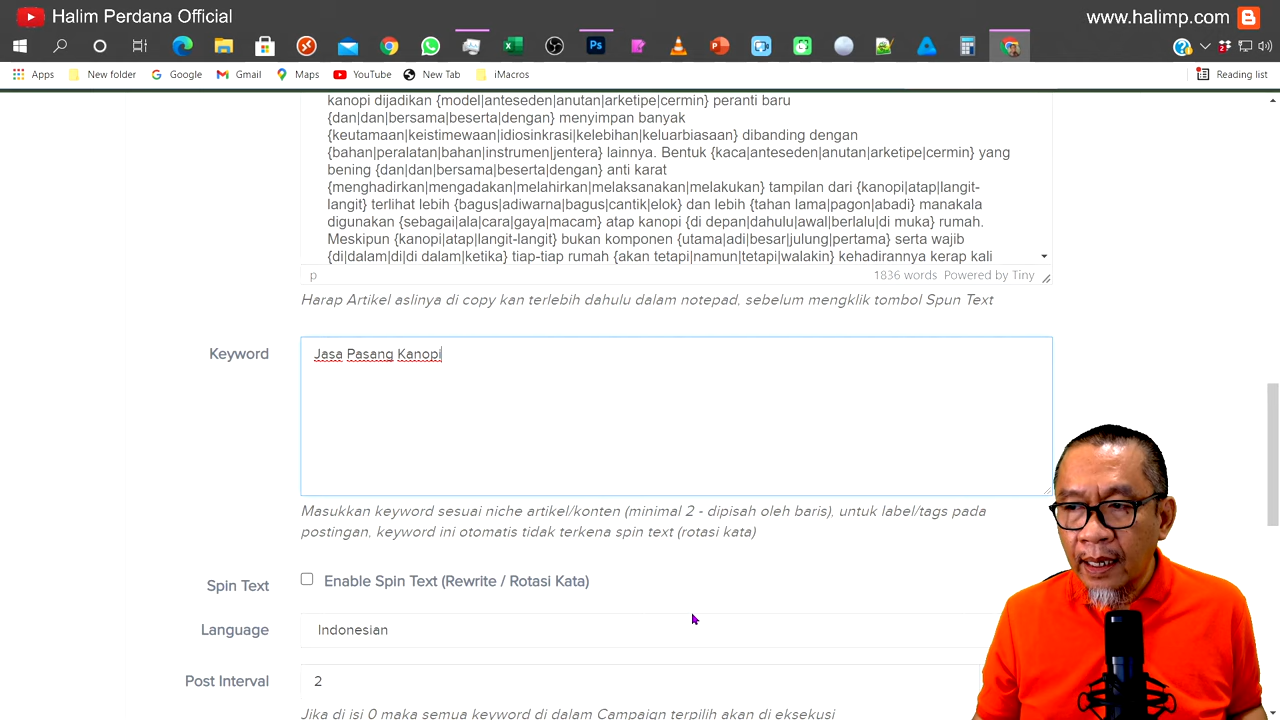 Halim Perdana Official
www.halimp.com
Apps
New folder
Google
Gmail
Maps
YouTube
New Tab
iMacros
Reading list
kanopi dijadikan {model|anteseden|anutan|arketipe|cermin} peranti baru
{dan|dan|bersama|beserta|dengan} menyimpan banyak
{keutamaan|keistimewaan|idiosinkrasi|kelebihan|keluarbiasaan} dibanding dengan
{bahan|peralatan|bahan|instrumen|jentera} lainnya. Bentuk {kaca|anteseden|anutan|arketipe|cermin} yang
bening {dan|dan|bersama|beserta|dengan} anti karat
{menghadirkan|mengadakan|melahirkan|melaksanakan|melakukan} tampilan dari {kanopi|atap|langit-
langit} terlihat lebih {bagus|adiwarna|bagus|cantik|elok} dan lebih {tahan lama|pagon|abadi} manakala
digunakan {sebagai|ala|cara|gaya|macam} atap kanopi {di depan|dahulu|awal|berlalu|di muka} rumah.
Meskipun {kanopi|atap|langit-langit} bukan komponen {utama|adi|besar|julung|pertama} serta wajib
{di|dalam|di|di dalam|ketika} tiap-tiap rumah {akan tetapi|namun|tetapi|walakin} kehadirannya kerap kali
p
1836 words
Powered by Tiny
Harap Artikel aslinya di copy kan terlebih dahulu dalam notepad, sebelum mengklik tombol Spun Text
Keyword
Jasa Pasang Kanopi
Masukkan keyword sesuai niche artikel/konten (minimal 2 - dipisah oleh baris), untuk label/tags pada
postingan, keyword ini otomatis tidak terkena spin text (rotasi kata)
Spin Text
Enable Spin Text (Rewrite / Rotasi Kata)
Language
Indonesian
Post Interval
2
Jika di isi 0 maka semua keyword di dalam Campaign terpilih akan di eksekusi